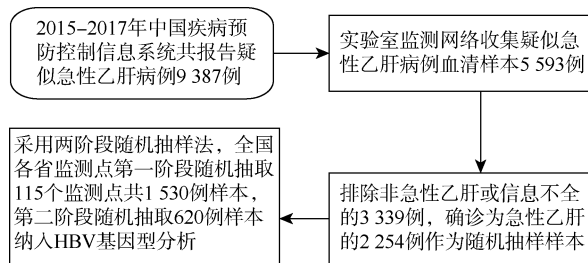 2015-2017年中国疾病预
防控制信息系统共报告疑
似急性乙肝病例9 387例
实验室监测网络收集疑似急
性乙肝病例血清样本5 593例
排除非急性乙肝或信息不全
的3 339例，确诊为急性乙肝
的2 254例作为随机抽样样本
采用两阶段随机抽样法，全国
各省监测点第一阶段随机抽取
115个监测点共1 530例样本，
第二阶段随机抽取620例样本
纳入HBV基因型分析